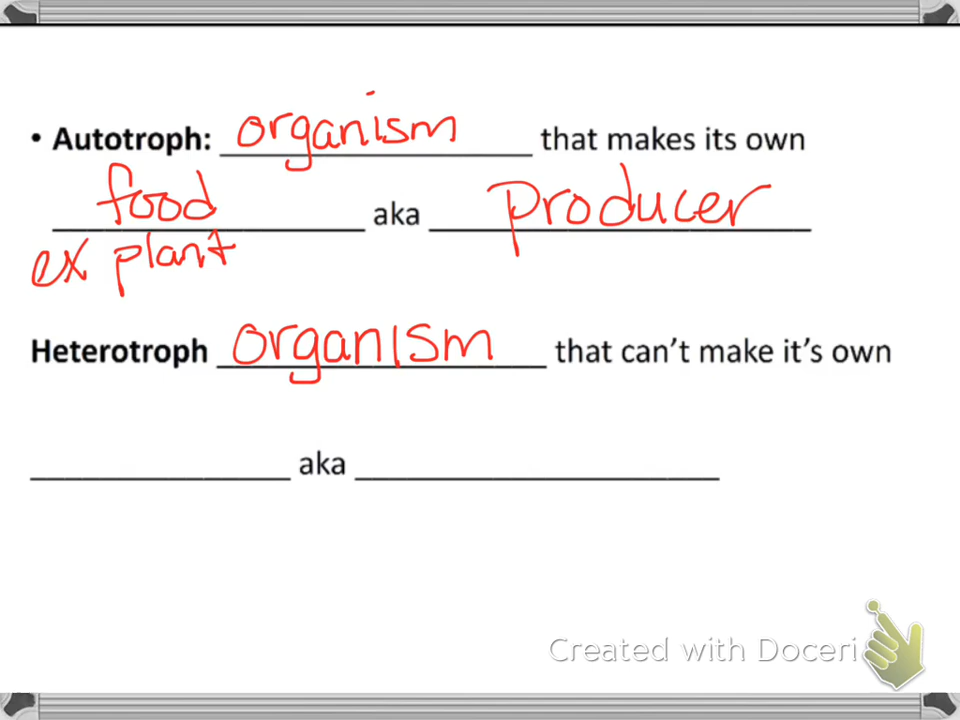 • Autotroph: organism that makes its own
food aka producer
ex plant
Heterotroph organism that can't make it's own
aka
Created with Doceri